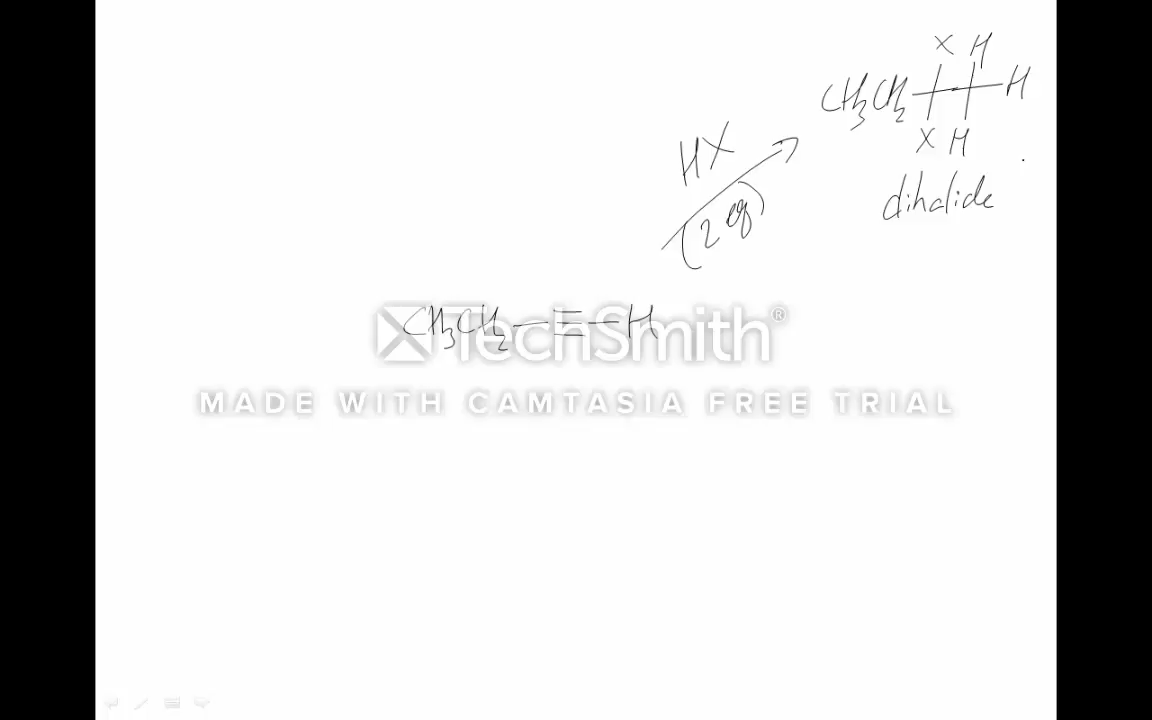 X H
CH3CH2 H
X H
dihalide
HX
(2 eq)
CH3CH2-≡-H
TechSmith®
MADE WITH CAMTASIA FREE TRIAL